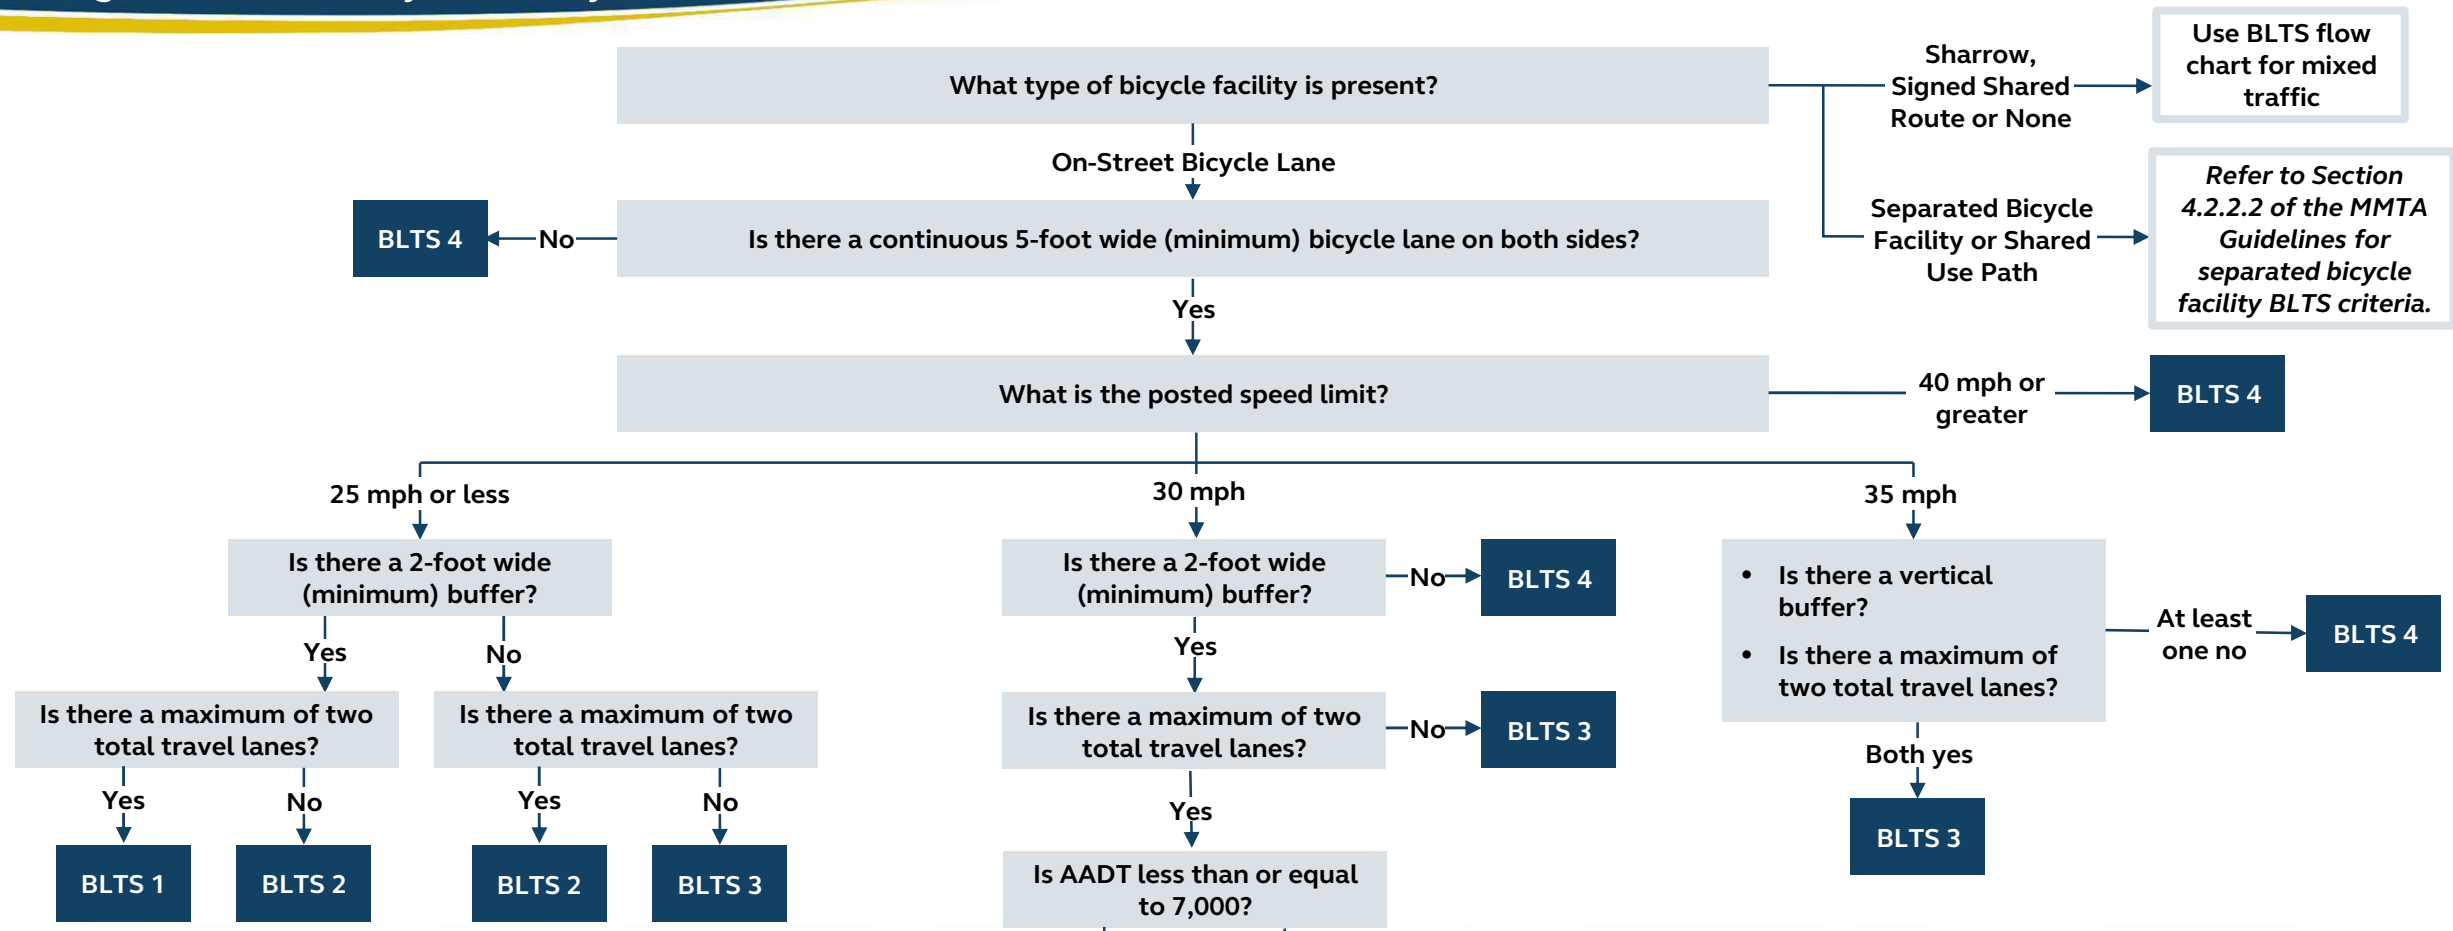 What type of bicycle facility is present?
Sharrow,
Signed Shared
Route or None
Use BLTS flow
chart for mixed
traffic
On-Street Bicycle Lane
Separated Bicycle
Facility or Shared
Use Path
Refer to Section
4.2.2.2 of the MMTA
Guidelines for
separated bicycle
facility BLTS criteria.
BLTS 4
No
Is there a continuous 5-foot wide (minimum) bicycle lane on both sides?
Yes
What is the posted speed limit?
40 mph or
greater
BLTS 4
25 mph or less
30 mph
35 mph
Is there a 2-foot wide
(minimum) buffer?
Yes
No
Is there a maximum of two
total travel lanes?
Is there a maximum of two
total travel lanes?
Yes
No
Yes
No
BLTS 1
BLTS 2
BLTS 2
BLTS 3
Is there a 2-foot wide
(minimum) buffer?
No
BLTS 4
Yes
Is there a maximum of two
total travel lanes?
No
BLTS 3
Yes
Is AADT less than or equal
to 7,000?
• Is there a vertical
buffer?
• Is there a maximum of
two total travel lanes?
At least
one no
BLTS 4
Both yes
BLTS 3